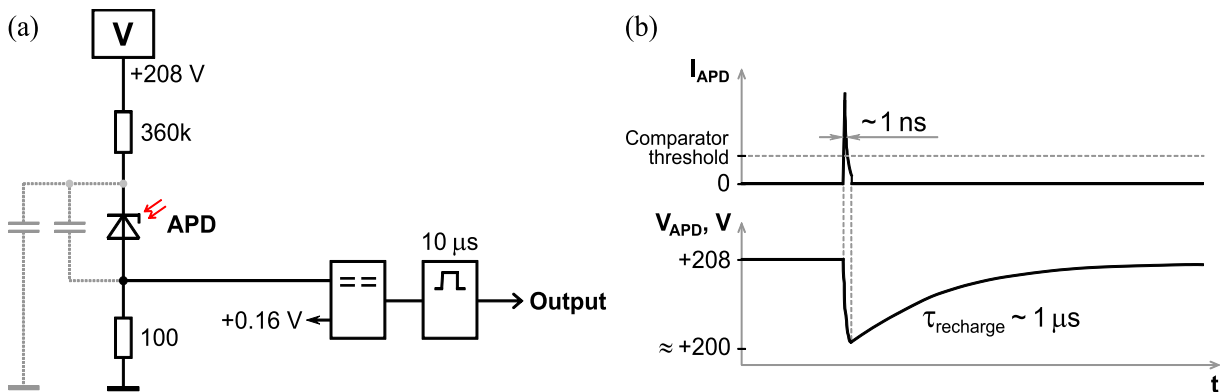 (a)
V
+208 V
360k
APD
10 μs
== ==
Output
+0.16 V
100
(b)
I_APD
~ 1 ns
Comparator
threshold
0
V_APD, V
+208
τ_recharge ~ 1 μs
≈ +200
t